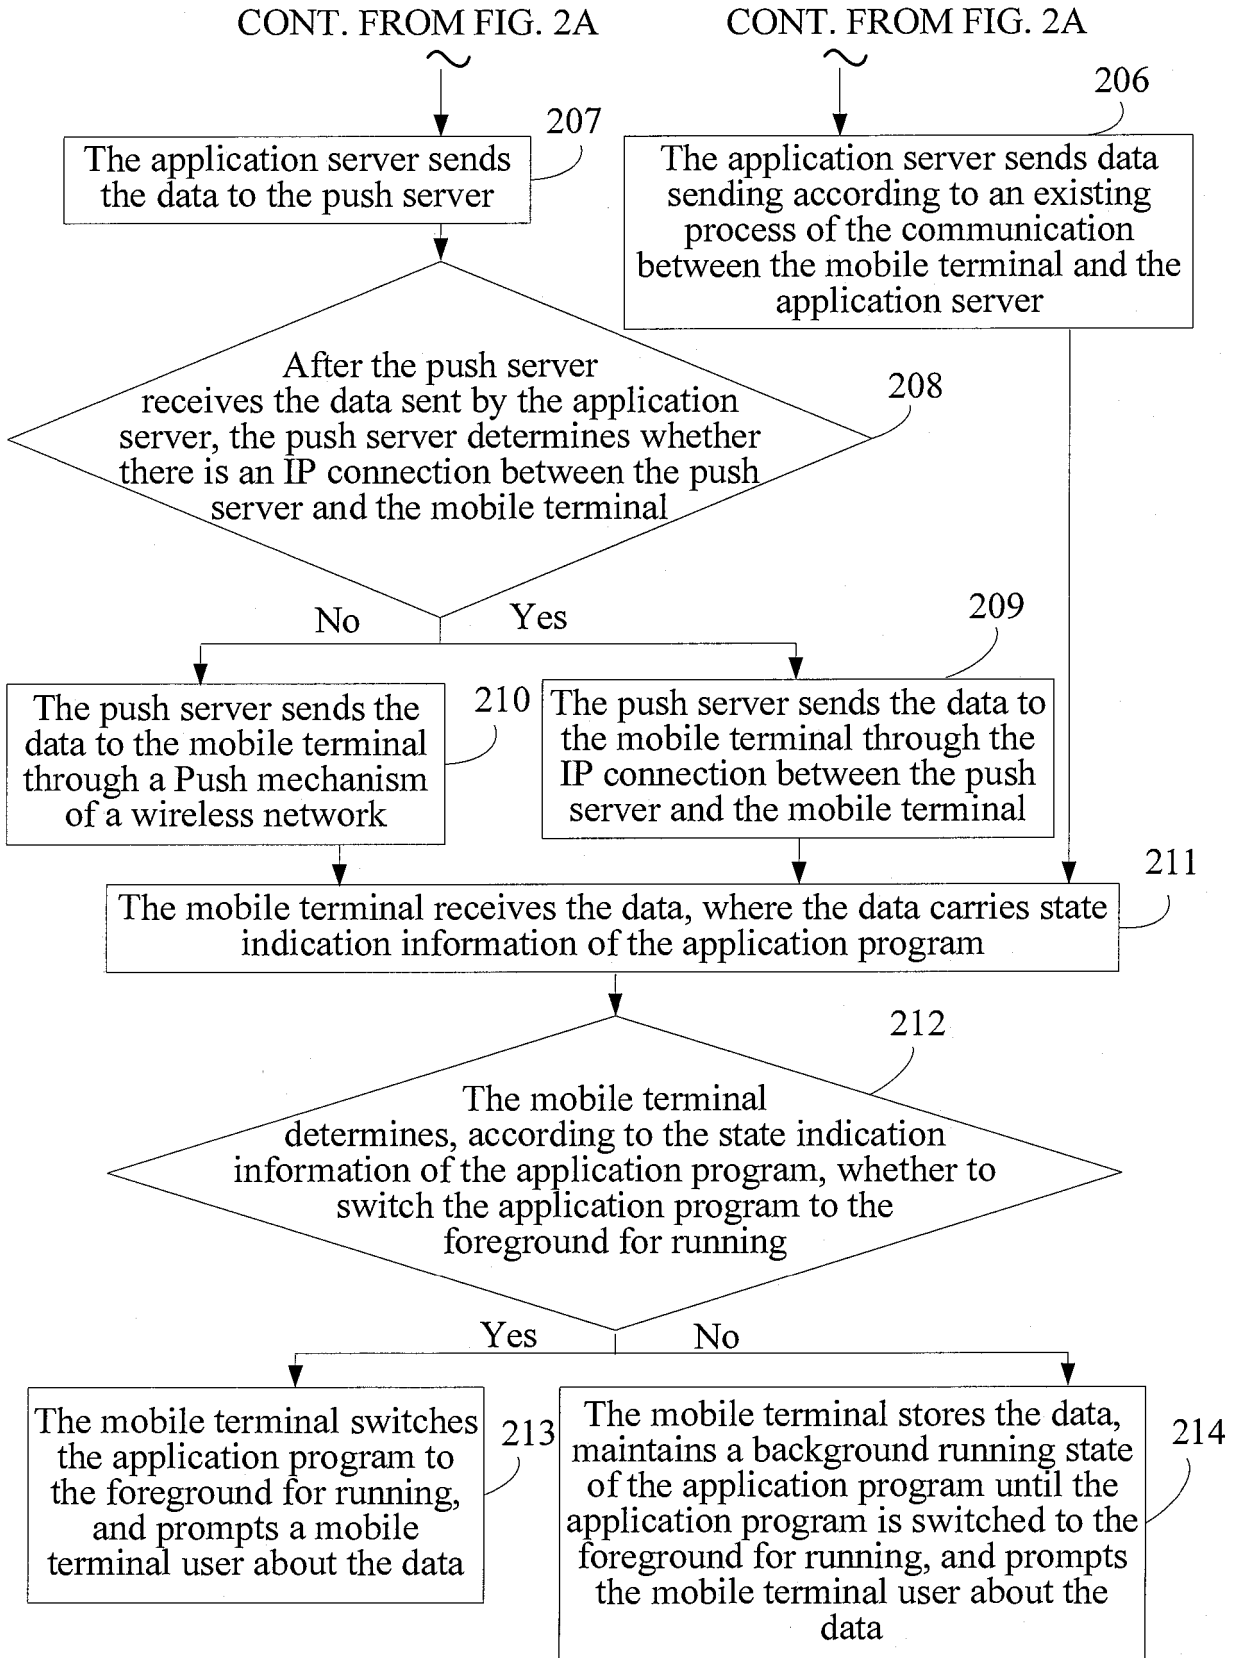 CONT. FROM FIG. 2A
CONT. FROM FIG. 2A
207
The application server sends
the data to the push server
206
The application server sends data
sending according to an existing
process of the communication
between the mobile terminal and the
application server
208
After the push server
receives the data sent by the application
server, the push server determines whether
there is an IP connection between the push
server and the mobile terminal
No
Yes
210
The push server sends the
data to the mobile terminal
through a Push mechanism
of a wireless network
209
The push server sends the data to
the mobile terminal through the
IP connection between the push
server and the mobile terminal
211
The mobile terminal receives the data, where the data carries state
indication information of the application program
212
The mobile terminal
determines, according to the state indication
information of the application program, whether to
switch the application program to the
foreground for running
Yes
No
213
The mobile terminal switches
the application program to
the foreground for running,
and prompts a mobile
terminal user about the data
214
The mobile terminal stores the data,
maintains a background running state
of the application program until the
application program is switched to the
foreground for running, and prompts
the mobile terminal user about the
data